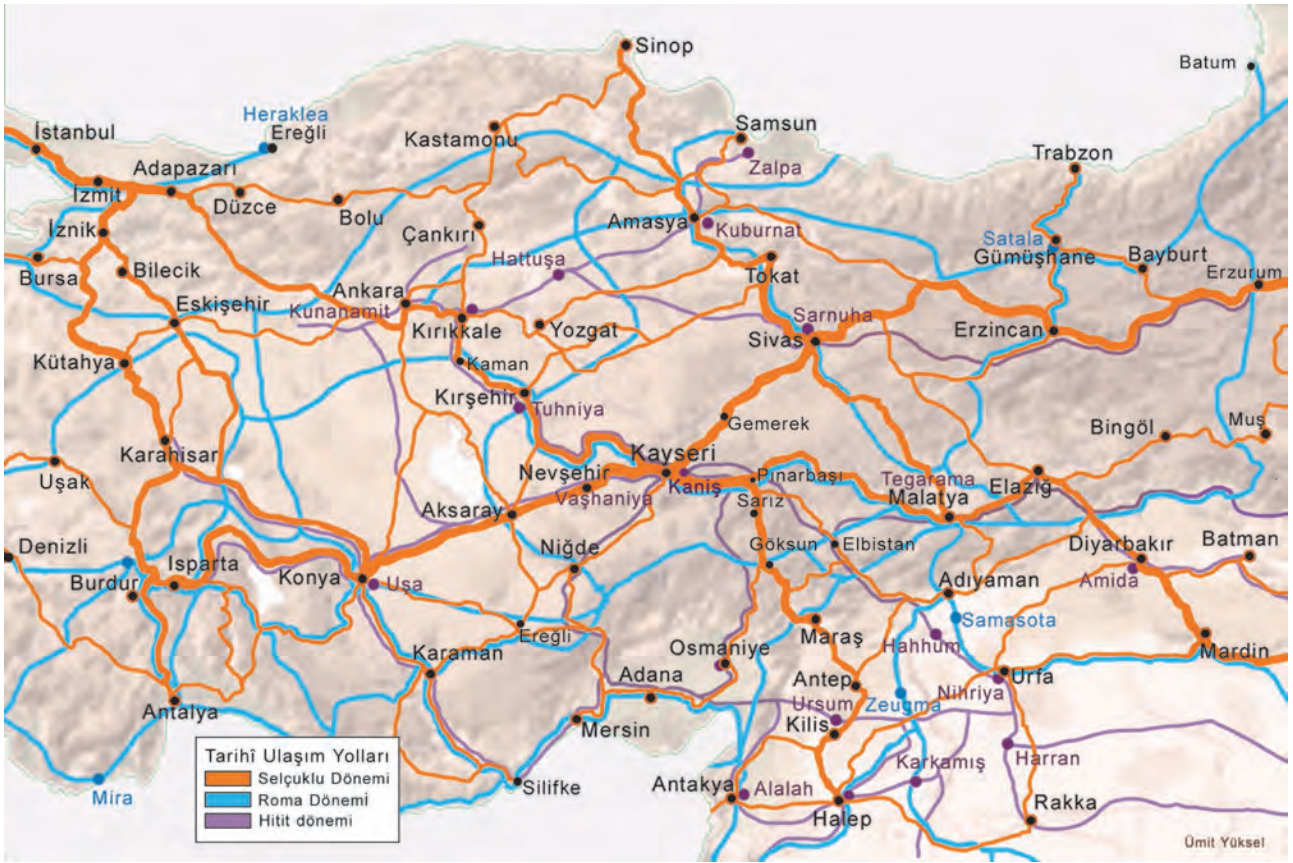 Sinop
Batum
Heraklea
Ereğli
İstanbul
Kastamonu
Samsun
Zalpa
Trabzon
Adapazarı
İzmit
Düzce
Bolu
İznik
Çankırı
Amasya
Kuburnat
Satala
Gümüşhane
Bayburt
Bursa
Bilecik
Hattuşa
Tokat
Erzurum
Eskişehir
Ankara
Kunanamit
Kırıkkale
Yozgat
Sarnuha
Sivas
Erzincan
Kütahya
Kaman
Kırşehir
Tuhniya
Gemerek
Bingöl
Muş
Karahisar
Kayseri
Uşak
Nevşehir
Vaşhaniya
Kaniş
Pınarbaşı
Tegarama
Malatya
Elazığ
Aksaray
Sarız
Denizli
Niğde
Göksun
Elbistan
Diyarbakır
Batman
Isparta
Burdur
Konya
Uşa
Adıyaman
Amida
Samasota
Ereğli
Maraş
Hahhum
Mardin
Karaman
Osmaniye
Adana
Antep
Urfa
Nihriya
Antalya
Ursum
Zeugma
Mersin
Kilis
Harran
Karkamış
Mira
Silifke
Antakya
Alalah
Halep
Rakka
Tarihî Ulaşım Yolları
Selçuklu Dönemi
Roma Dönemi
Hitit dönemi
Ümit Yüksel